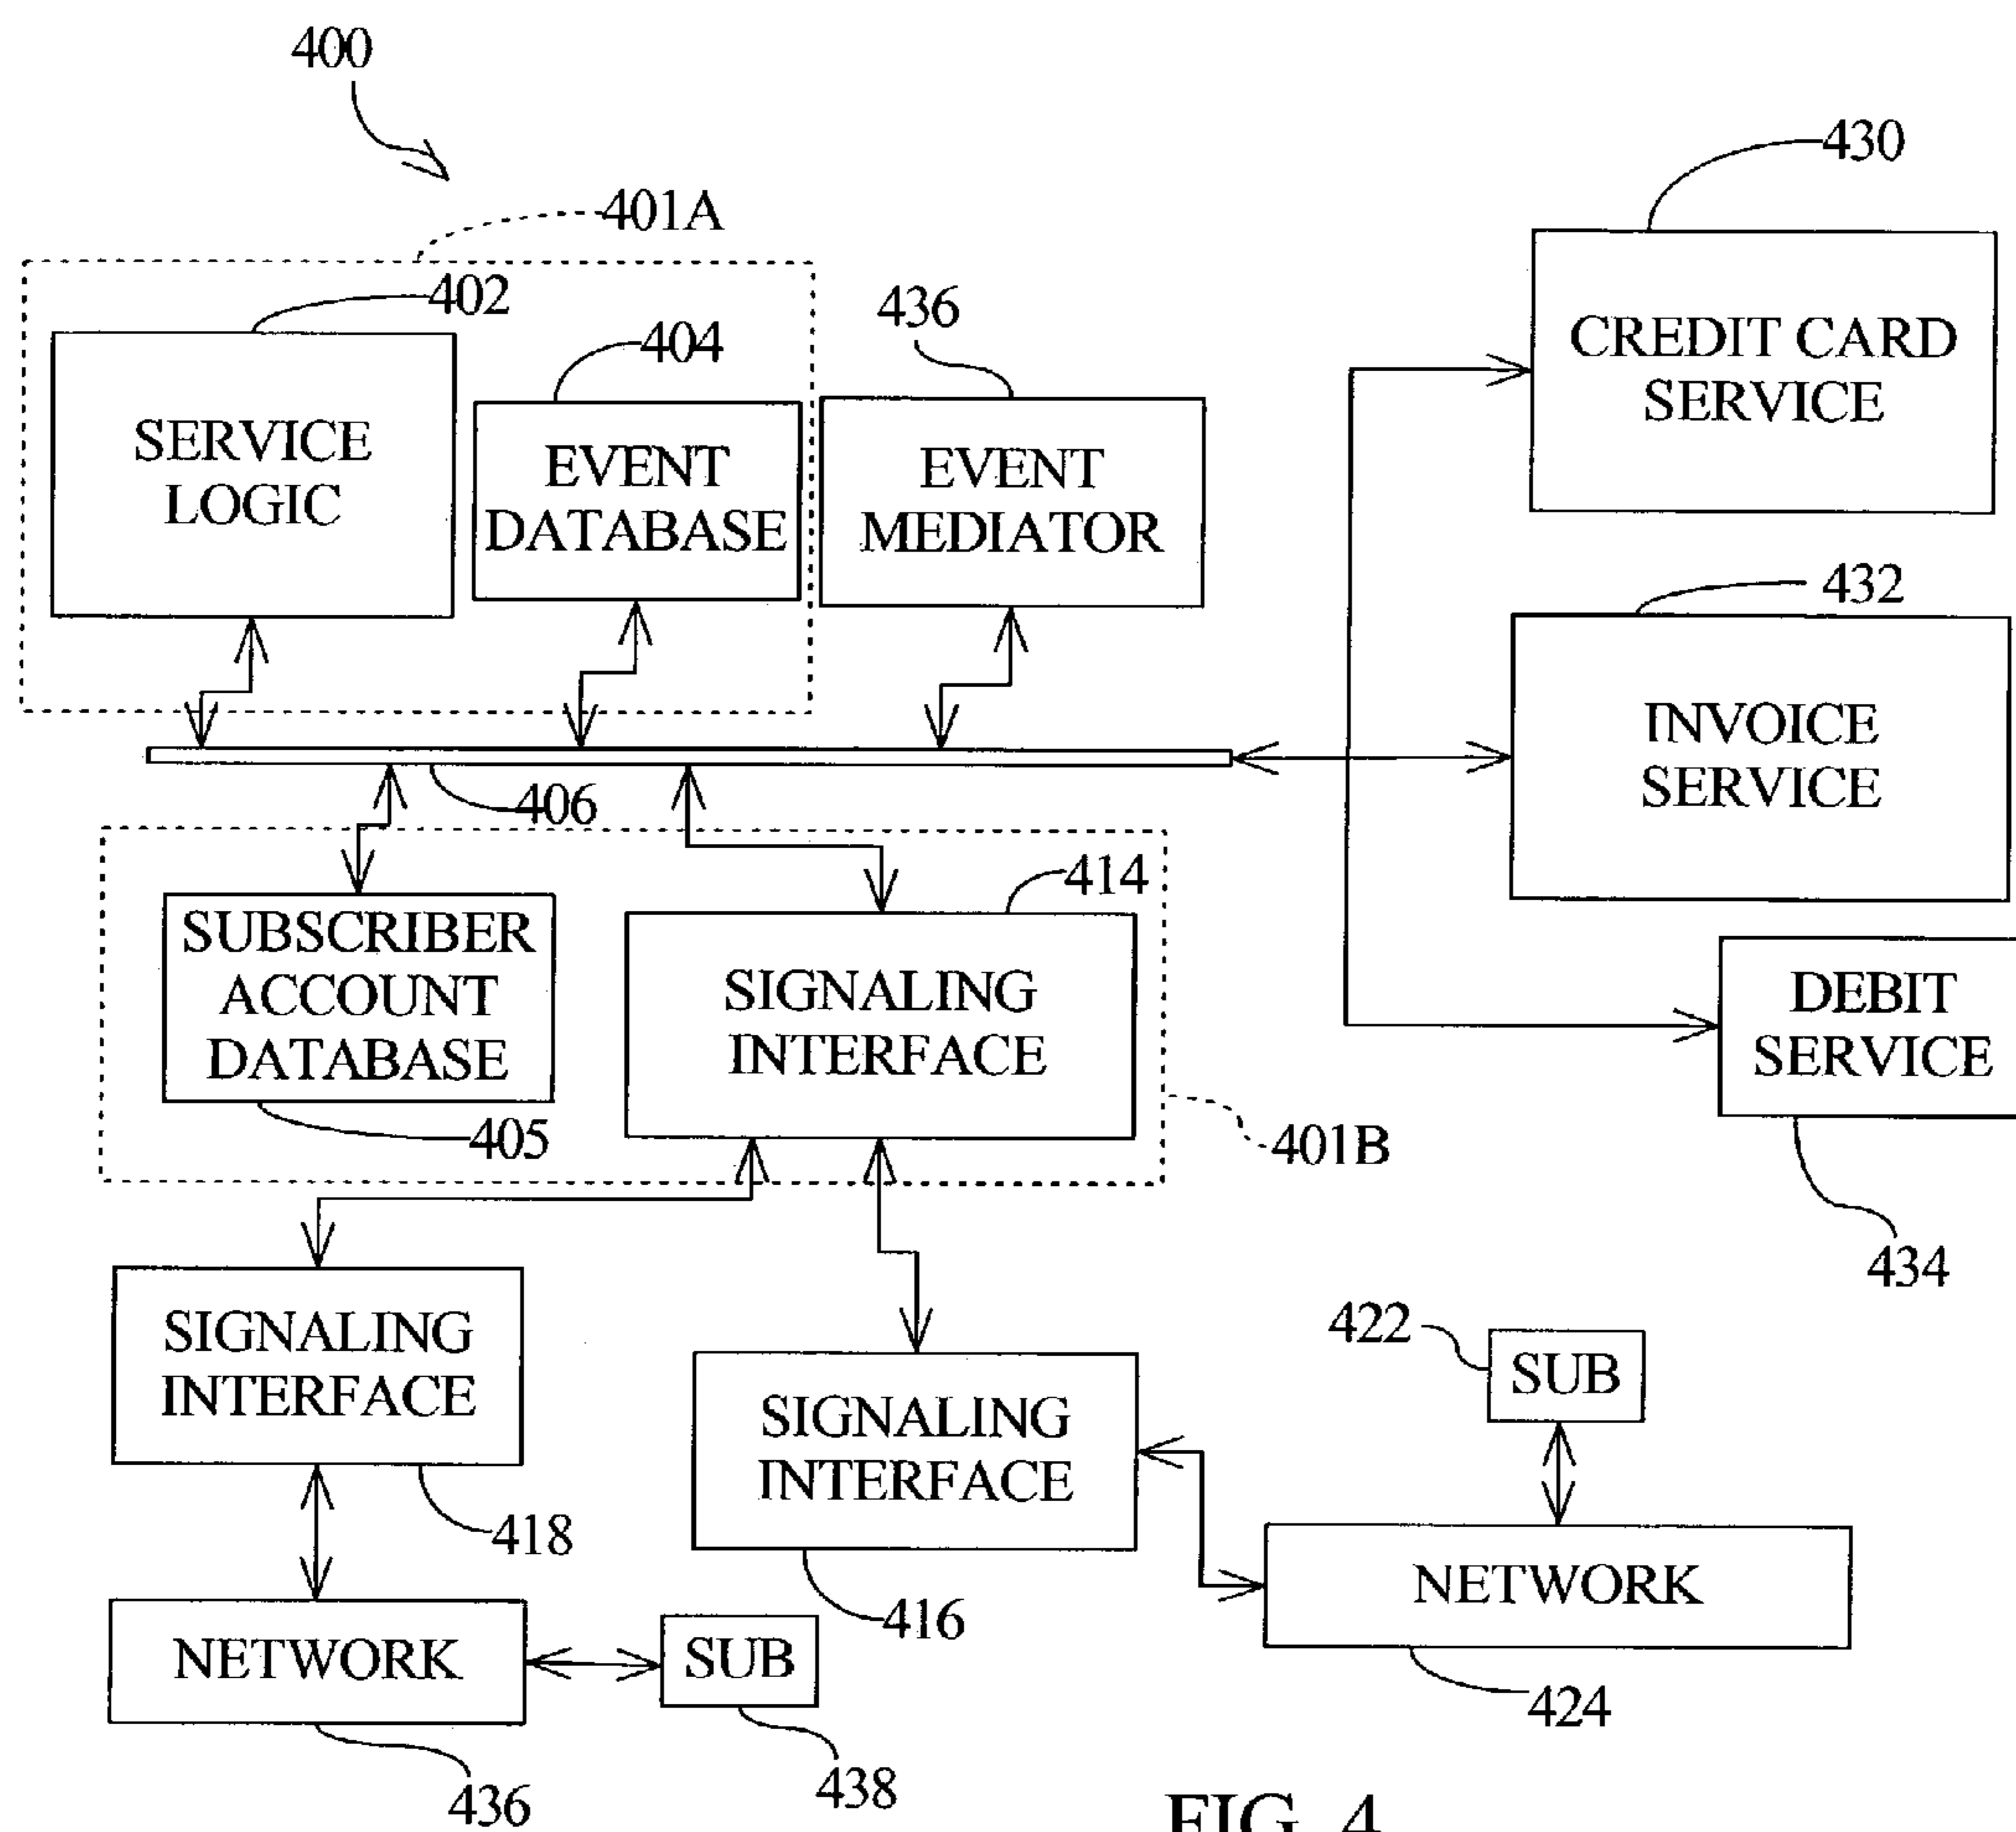 400
401A
402
404
436
430
SERVICE
LOGIC
EVENT
DATABASE
EVENT
MEDIATOR
CREDIT CARD
SERVICE
432
INVOICE
SERVICE
406
414
SUBSCRIBER
ACCOUNT
DATABASE
SIGNALING
INTERFACE
DEBIT
SERVICE
405
401B
434
SIGNALING
INTERFACE
422
SUB
SIGNALING
INTERFACE
418
416
NETWORK
424
NETWORK
SUB
436
438
FIG. 4